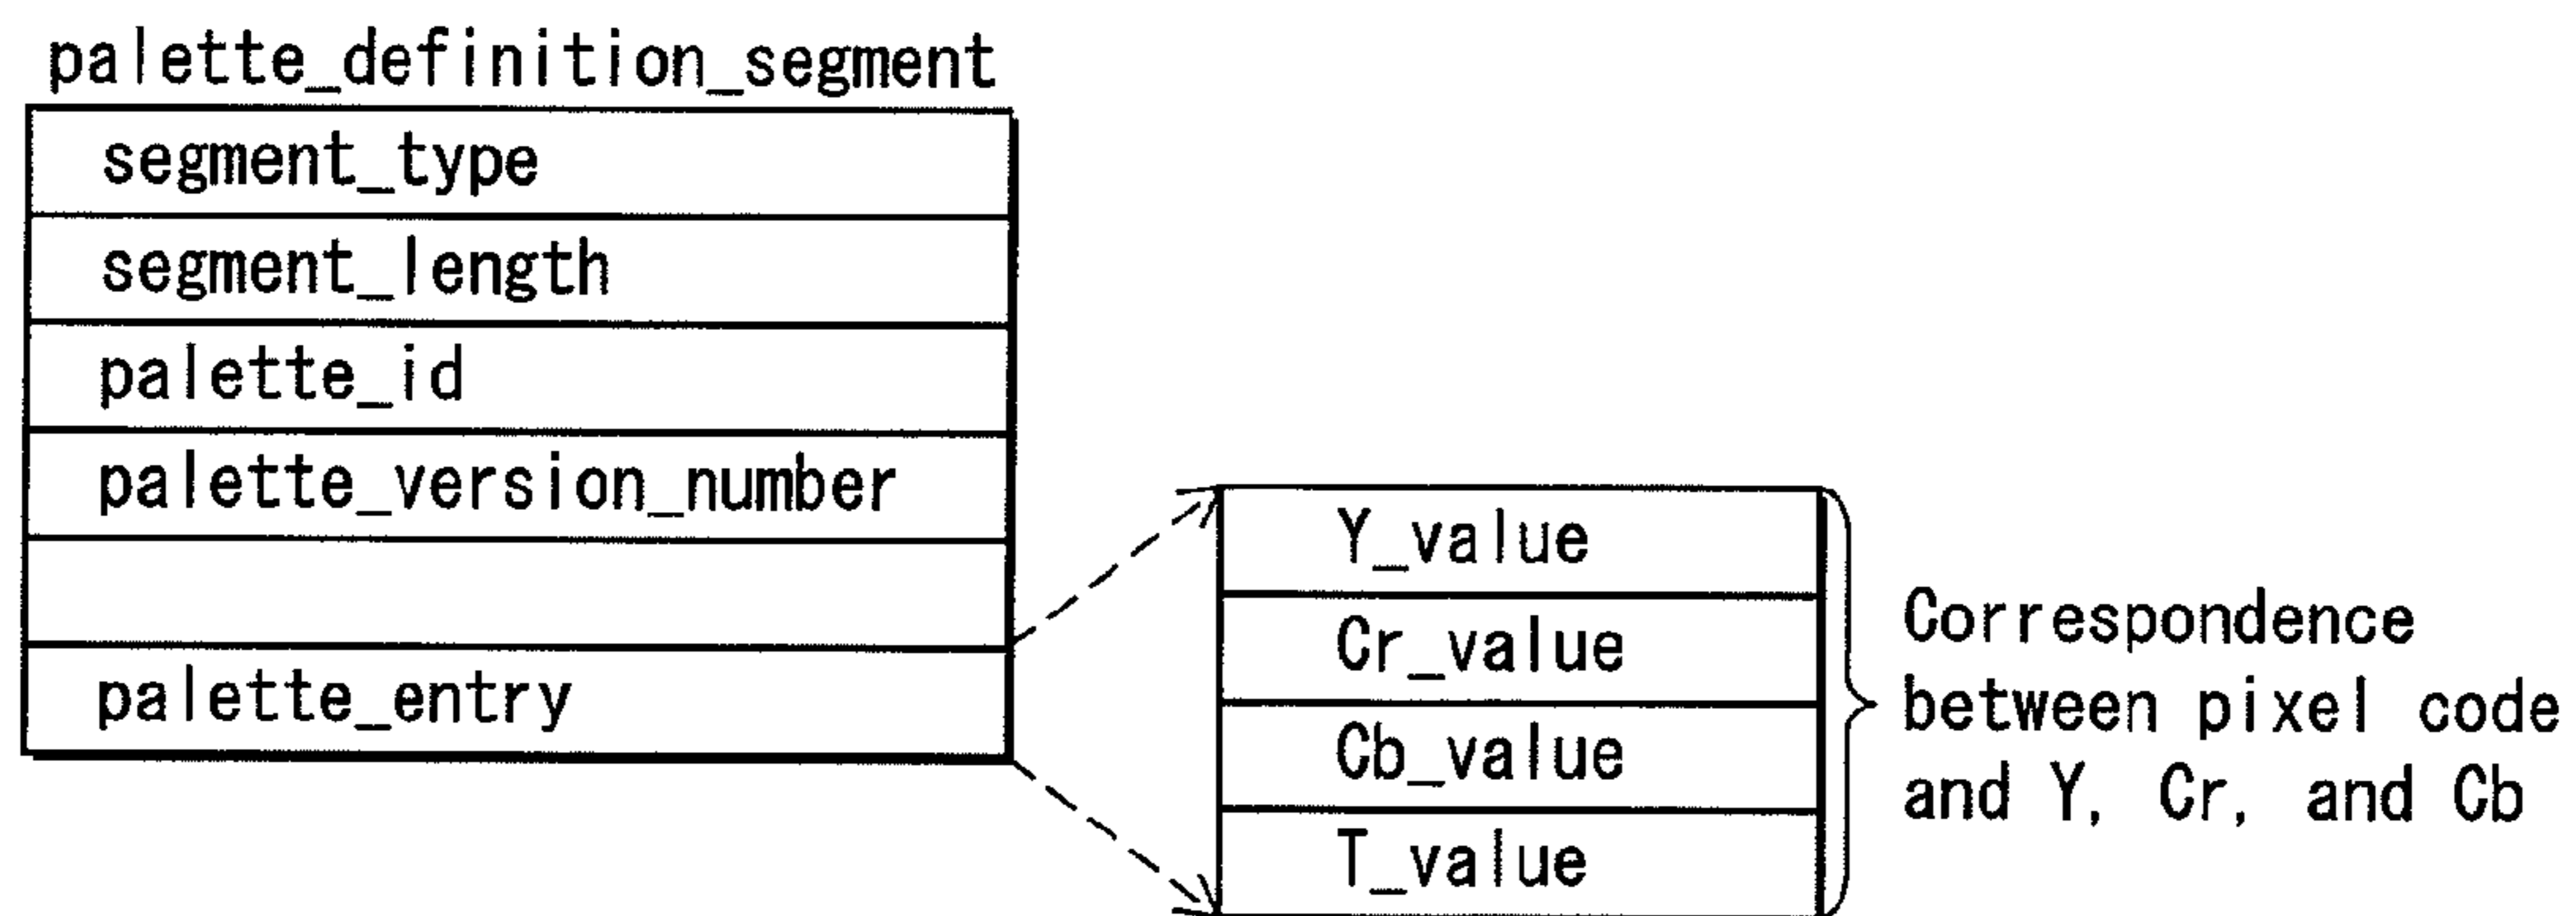 palette_definition_segment
segment_type
segment_length
palette_id
palette_version_number
palette_entry
Y_value
Cr_value
Cb_value
T_value
Correspondence
between pixel code
and Y, Cr, and Cb